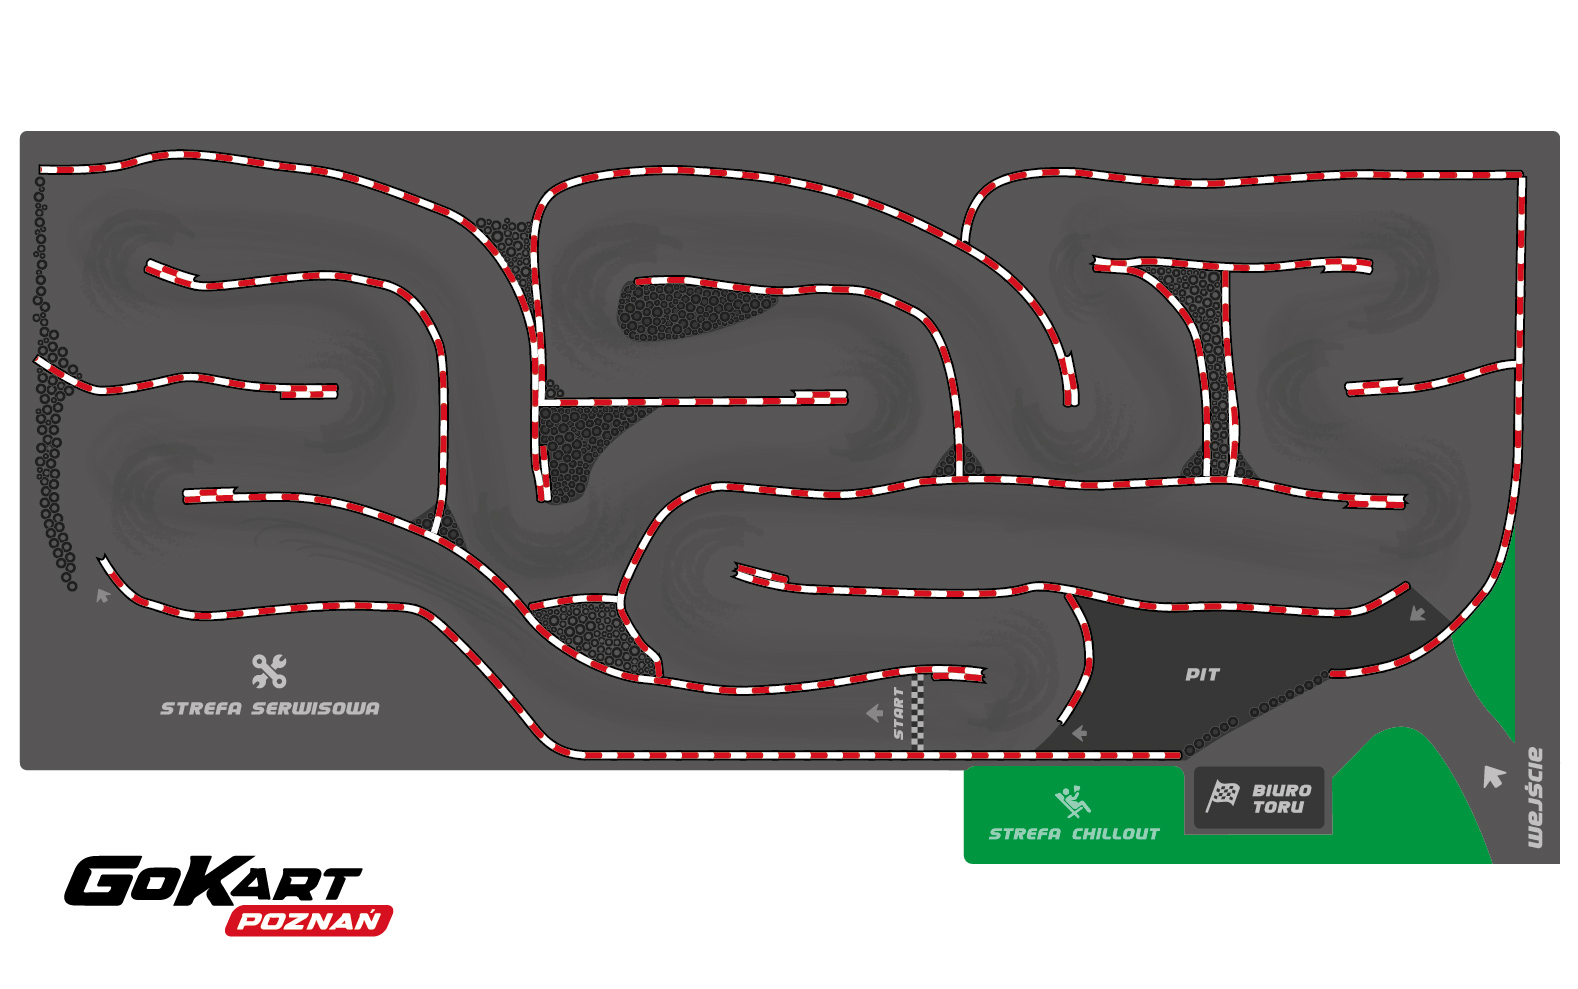 PIT
STREFA SERWISOWA
START
BIURO
TORU
STREFA CHILLOUT
wejście
GOKART
POZNAŃ